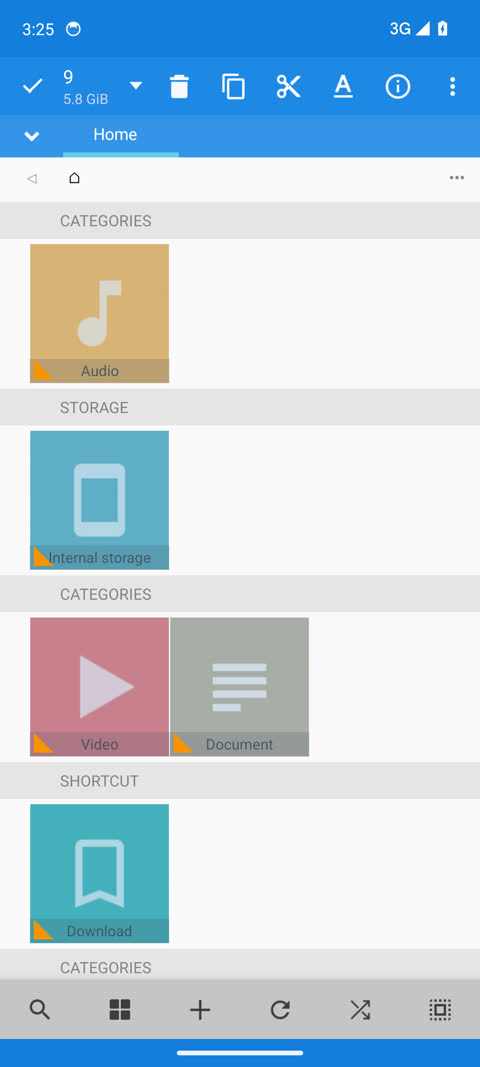 3:25
3G
9
5.8 GiB
A
Home
CATEGORIES
Audio
STORAGE
Internal storage
CATEGORIES
Video
Document
SHORTCUT
Download
CATEGORIES